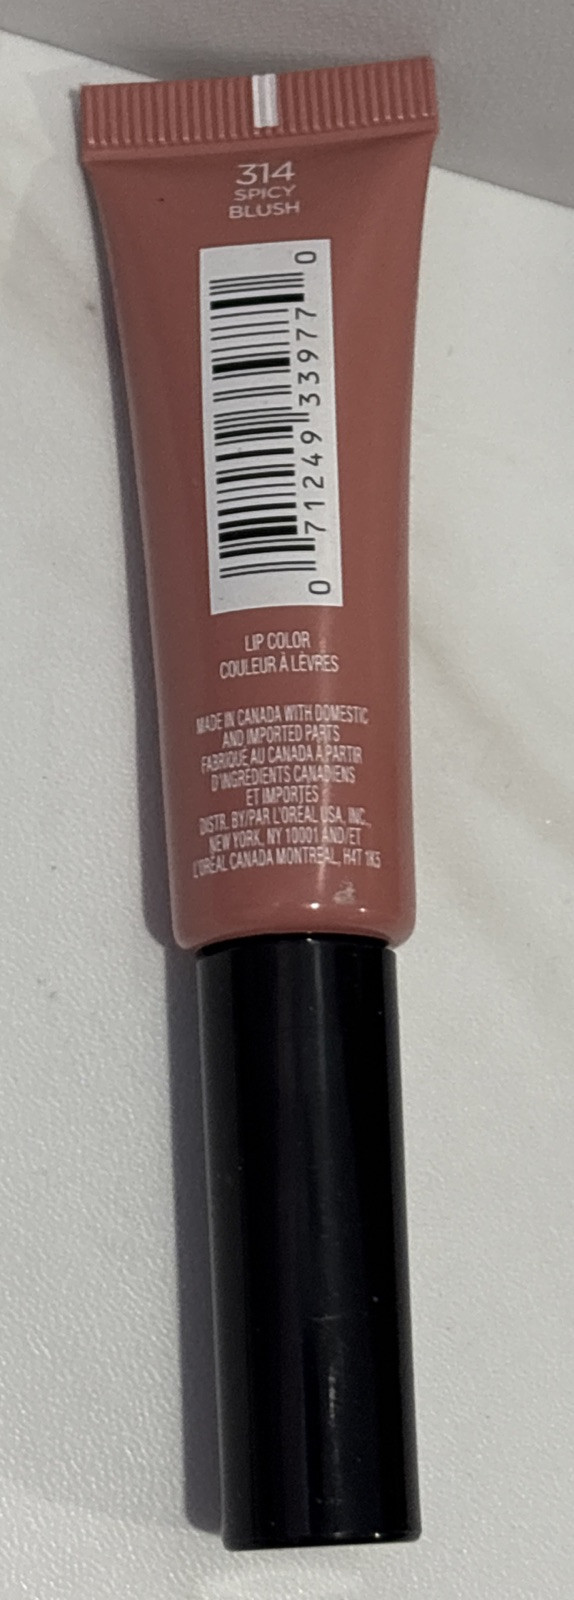 314
SPICY
BLUSH
0 71249 33977 0
LIP COLOR
COULEUR À LÈVRES
MADE IN CANADA WITH DOMESTIC
AND IMPORTED PARTS
FABRIQUÉ AU CANADA À PARTIR
D'INGRÉDIENTS CANADIENS
ET IMPORTÉS
DISTR. BY/PAR L'ORÉAL USA, INC.,
NEW YORK, NY 10001 AND/ET
L'ORÉAL CANADA MONTRÉAL, H4T 1K5